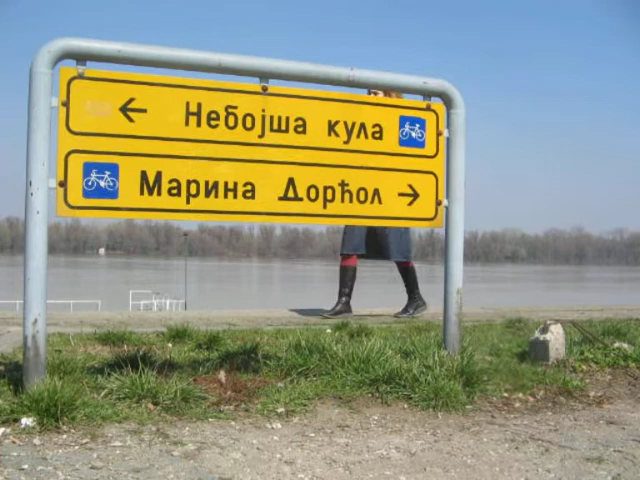 Небојша кула
Марина Дорћол